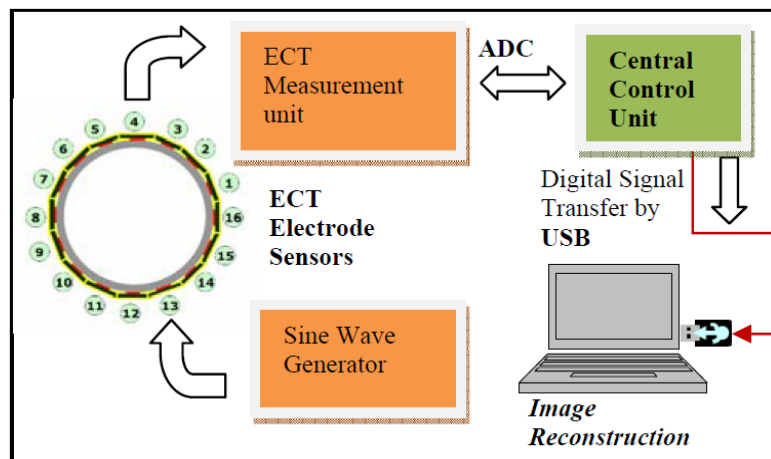 ECT
Measurement
unit
ADC
Central
Control
Unit
4
5
3
6
2
7
1
8
16
9
15
10
14
11
13
12
ECT
Electrode
Sensors
Digital Signal
Transfer by
USB
Sine Wave
Generator
Image
Reconstruction